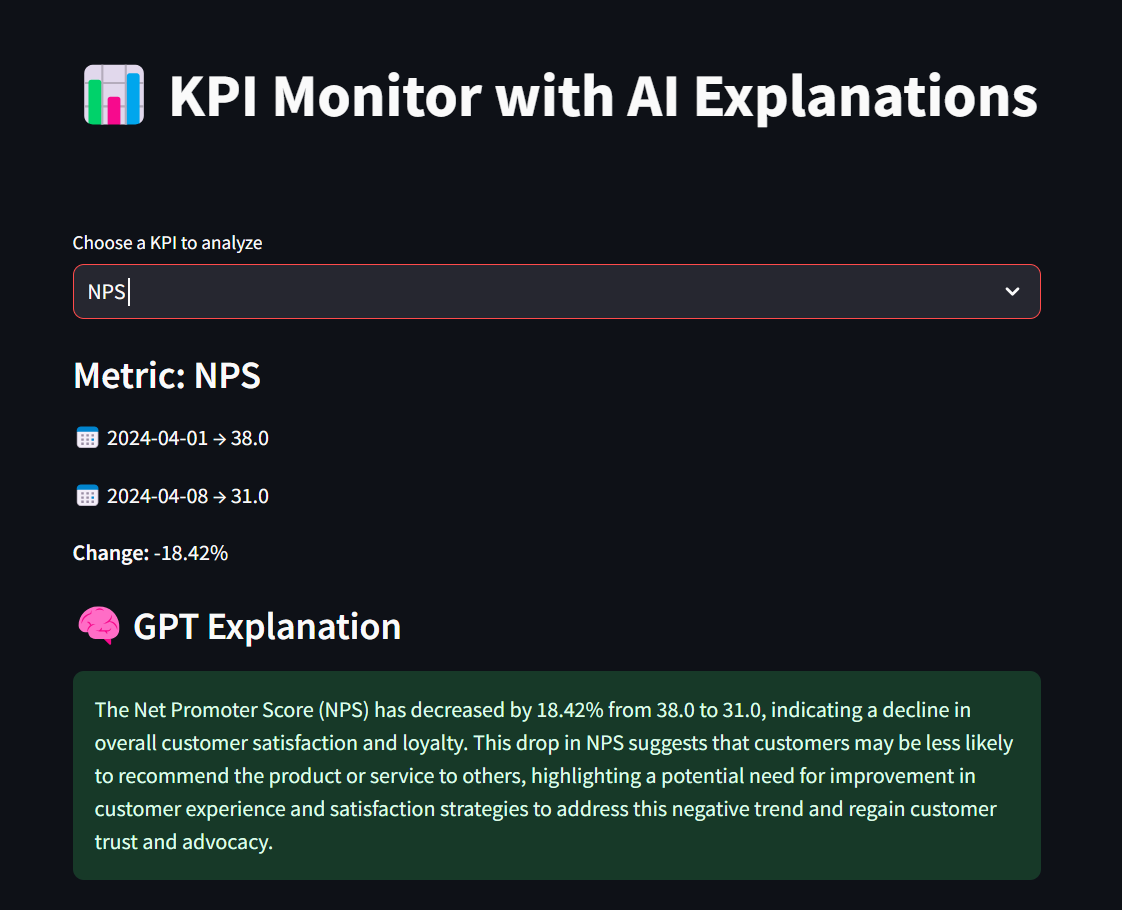 KPI Monitor with AI Explanations
Choose a KPI to analyze
NPS
Metric: NPS
2024-04-01 → 38.0
2024-04-08 → 31.0
Change: -18.42%
GPT Explanation
The Net Promoter Score (NPS) has decreased by 18.42% from 38.0 to 31.0, indicating a decline in
overall customer satisfaction and loyalty. This drop in NPS suggests that customers may be less likely
to recommend the product or service to others, highlighting a potential need for improvement in
customer experience and satisfaction strategies to address this negative trend and regain customer
trust and advocacy.